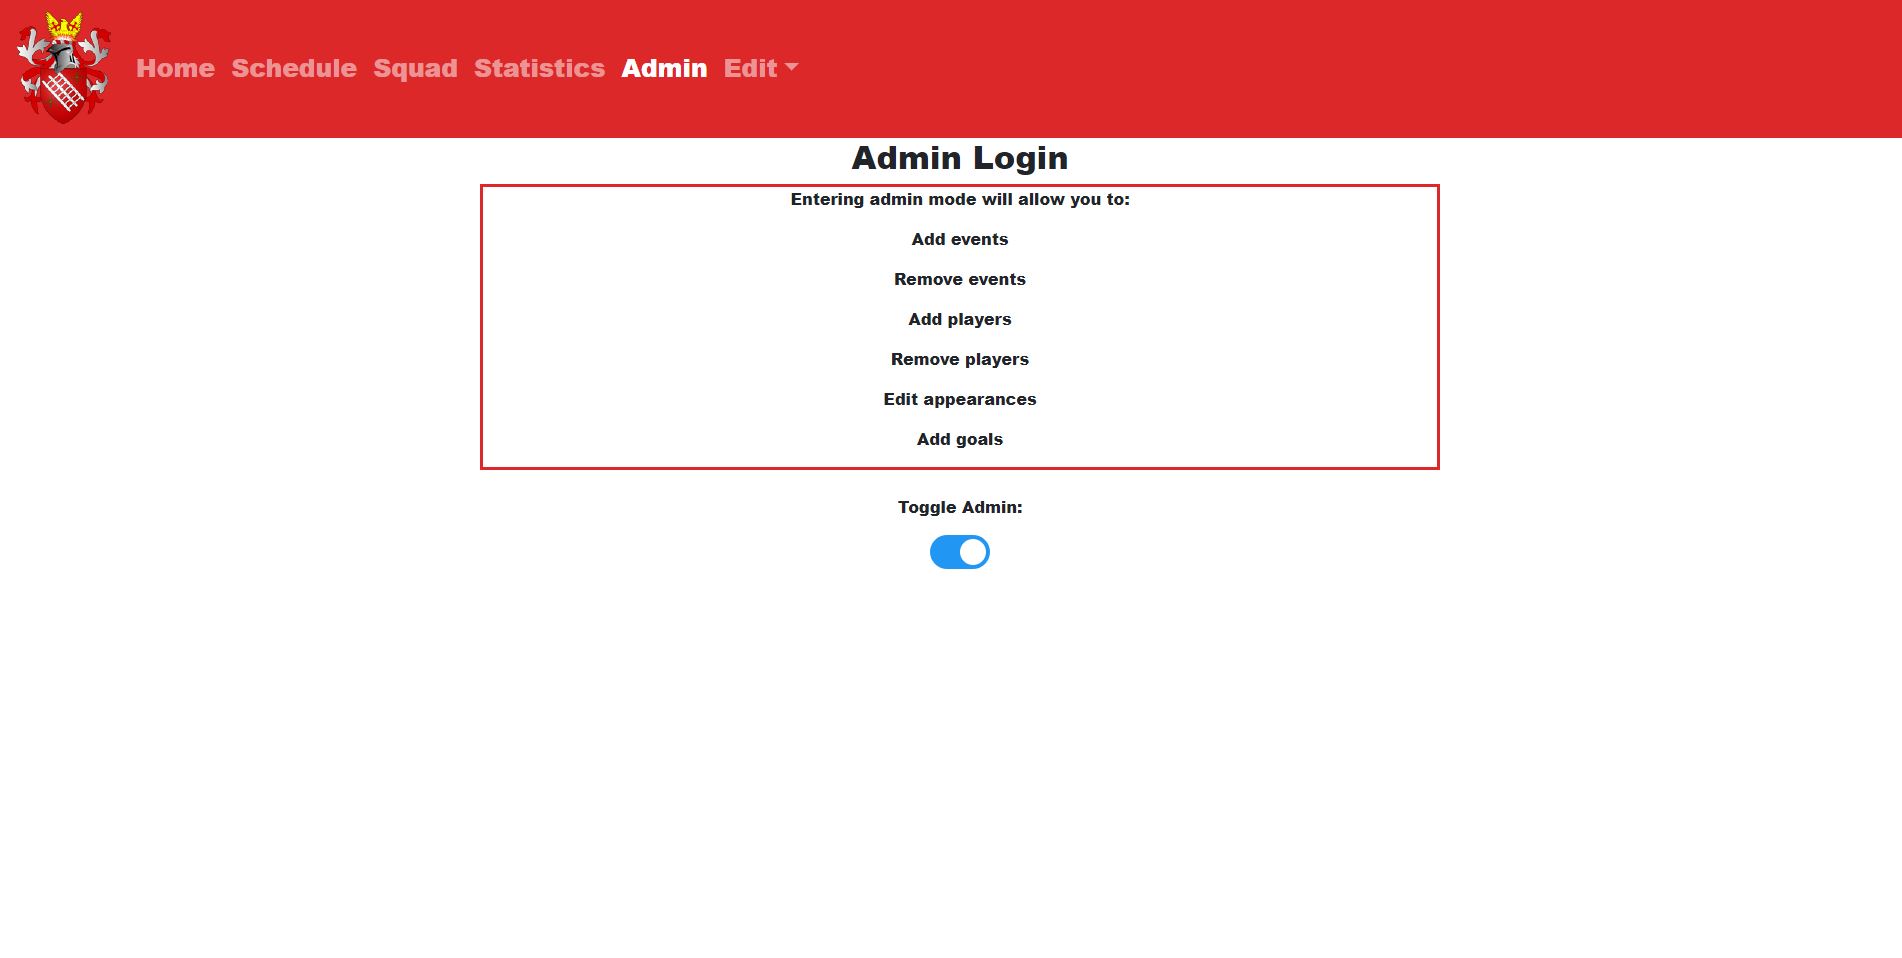 Home Schedule Squad Statistics Admin Edit
Admin Login
Entering admin mode will allow you to:
Add events
Remove events
Add players
Remove players
Edit appearances
Add goals
Toggle Admin: